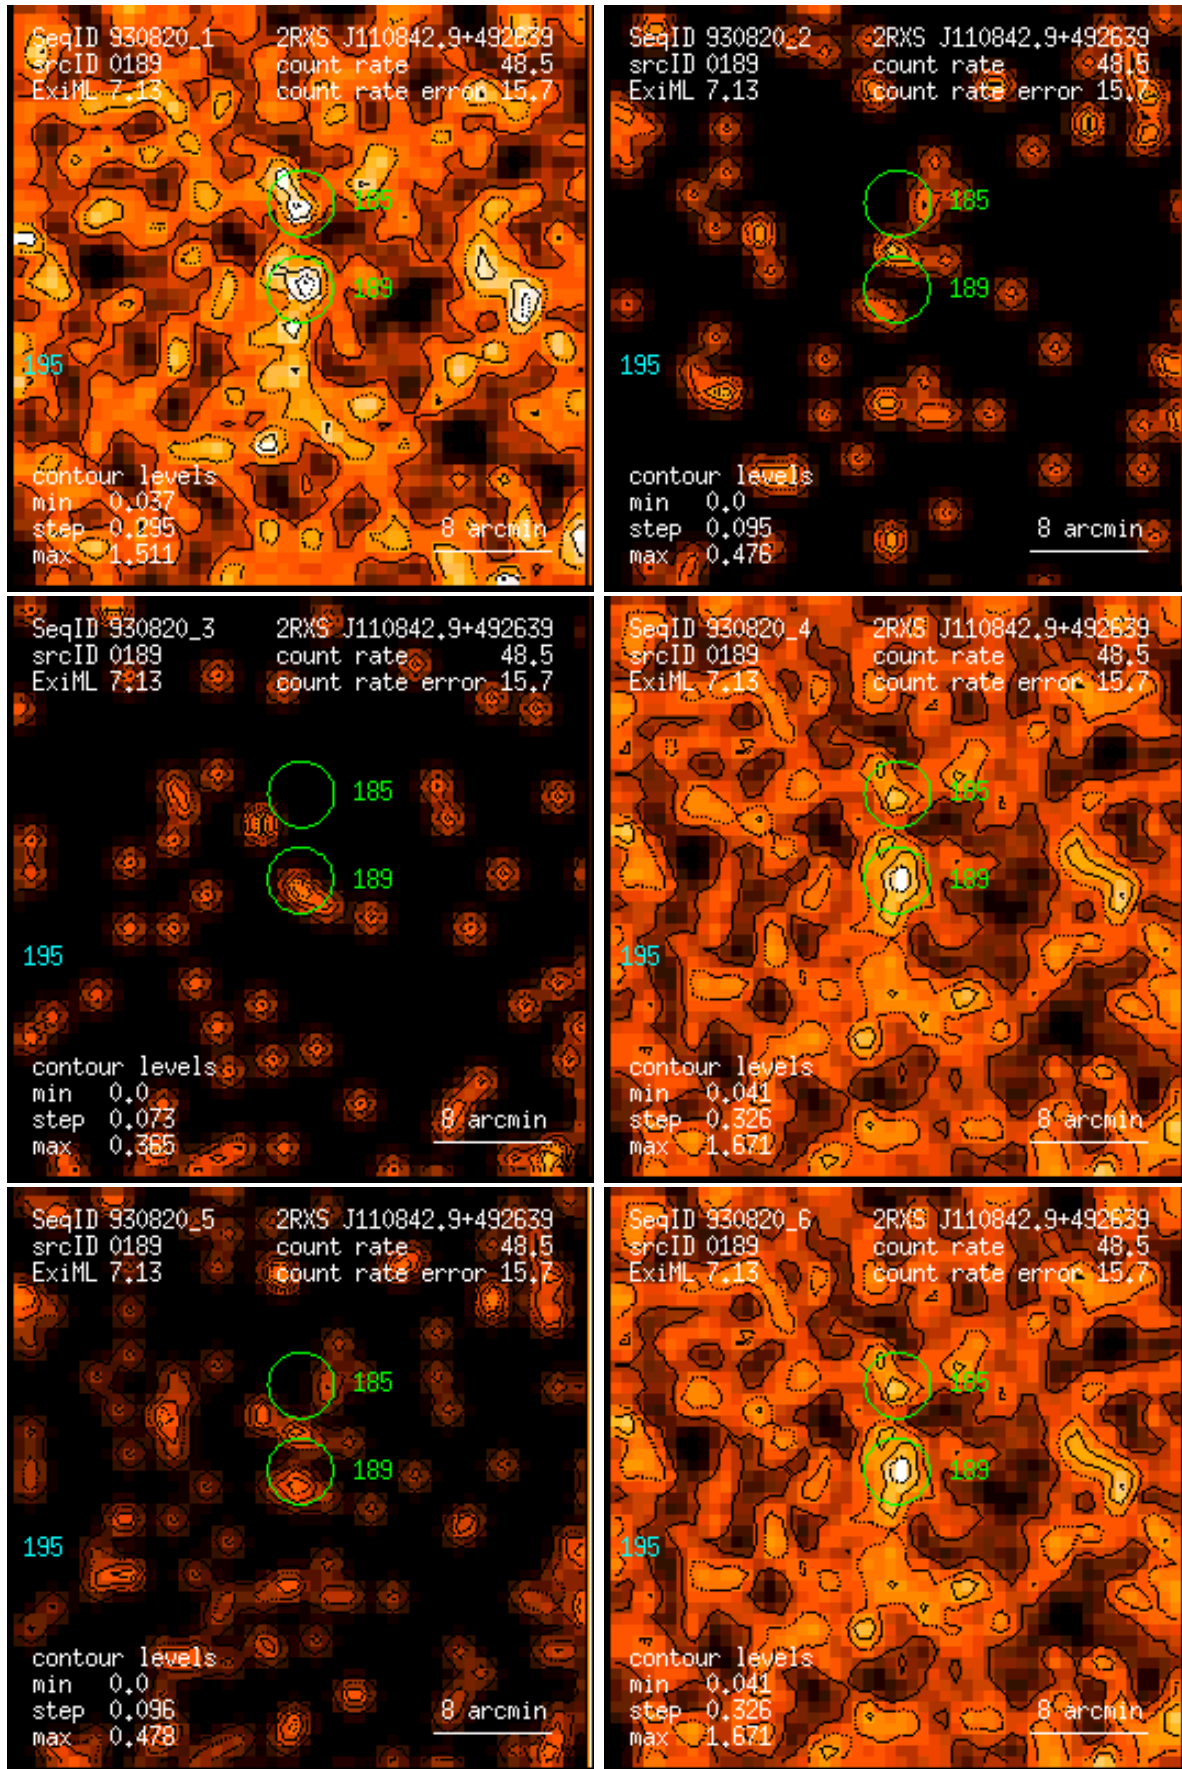 SeqID 930820_1 2RXS J110842.9+492639
srcID 0189 count rate 48.5
ExiML 7.13 count rate error 15.7
185
189
195
contour levels
min 0.037
step 0.295 8 arcmin
max 1.511
SeqID 930820_2 2RXS J110842.9+492639
srcID 0189 count rate 48.5
ExiML 7.13 count rate error 15.7
185
189
195
contour levels
min 0.0
step 0.095 8 arcmin
max 0.476
SeqID 930820_3 2RXS J110842.9+492639
srcID 0189 count rate 48.5
ExiML 7.13 count rate error 15.7
185
189
195
contour levels
min 0.0
step 0.073 8 arcmin
max 0.365
SeqID 930820_4 2RXS J110842.9+492639
srcID 0189 count rate 48.5
ExiML 7.13 count rate error 15.7
185
189
195
contour levels
min 0.041
step 0.326 8 arcmin
max 1.671
SeqID 930820_5 2RXS J110842.9+492639
srcID 0189 count rate 48.5
ExiML 7.13 count rate error 15.7
185
189
195
contour levels
min 0.0
step 0.096 8 arcmin
max 0.478
SeqID 930820_6 2RXS J110842.9+492639
srcID 0189 count rate 48.5
ExiML 7.13 count rate error 15.7
185
189
195
contour levels
min 0.041
step 0.326 8 arcmin
max 1.671